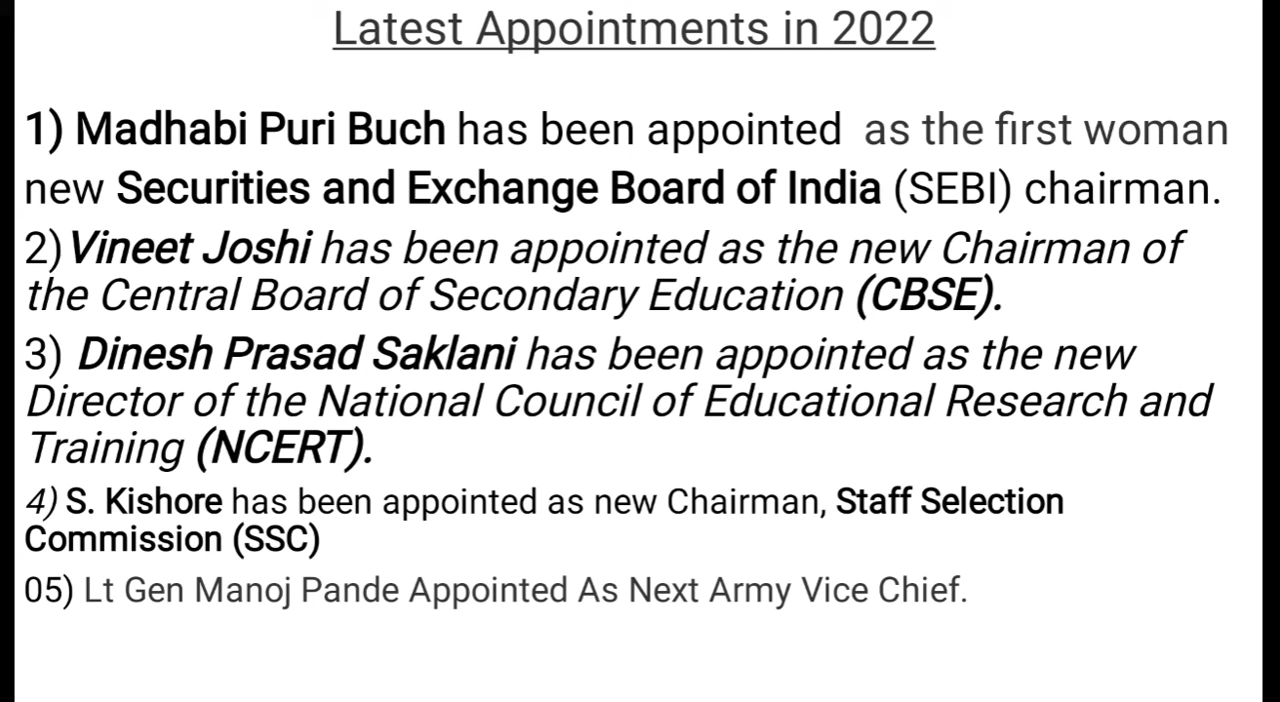 Latest Appointments in 2022
1) Madhabi Puri Buch has been appointed as the first woman
new Securities and Exchange Board of India (SEBI) chairman.
2) Vineet Joshi has been appointed as the new Chairman of
the Central Board of Secondary Education (CBSE).
3) Dinesh Prasad Saklani has been appointed as the new
Director of the National Council of Educational Research and
Training (NCERT).
4) S. Kishore has been appointed as new Chairman, Staff Selection
Commission (SSC)
05) Lt Gen Manoj Pande Appointed As Next Army Vice Chief.